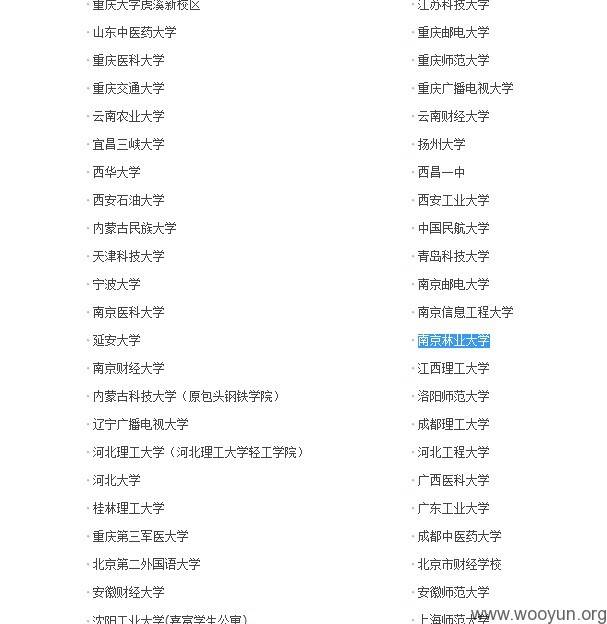 重庆大学虎溪新校区 江苏科技大学
山东中医药大学 重庆邮电大学
重庆医科大学 重庆师范大学
重庆交通大学 重庆广播电视大学
云南农业大学 云南财经大学
宜昌三峡大学 扬州大学
西华大学 西昌一中
西安石油大学 西安工业大学
内蒙古民族大学 中国民航大学
天津科技大学 青岛科技大学
宁波大学 南京邮电大学
南京医科大学 南京信息工程大学
延安大学 南京林业大学
南京财经大学 江西理工大学
内蒙古科技大学（原包头钢铁学院） 洛阳师范大学
辽宁广播电视大学 成都理工大学
河北理工大学（河北理工大学轻工学院） 河北工程大学
河北大学 广西医科大学
桂林理工大学 广东工业大学
重庆第三军医大学 成都中医药大学
北京第二外国语大学 北京市财经学校
安徽财经大学 安徽师范大学
沈阳工业大学(嘉富学生公寓) 上海师范大学
www.wooyun.org